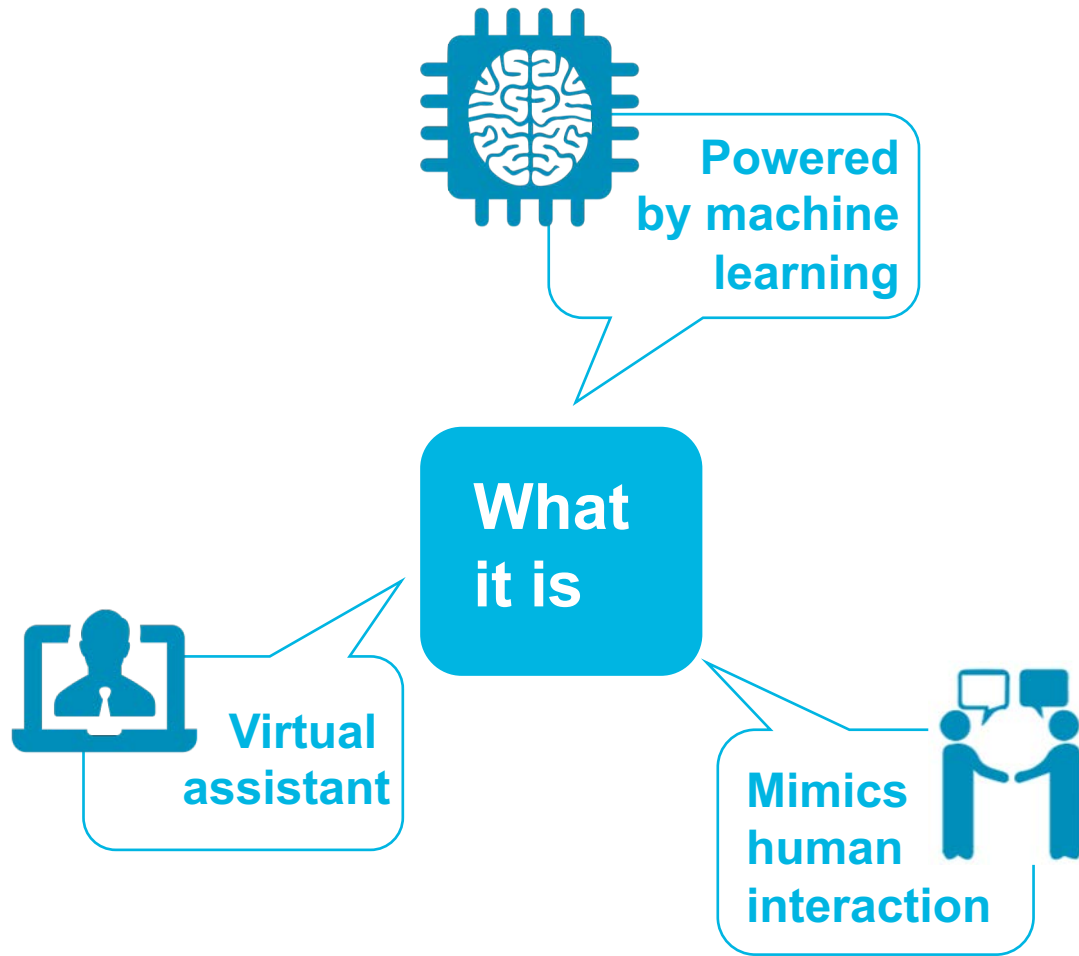 Powered
by machine
learning
What
it is
Virtual
assistant
Mimics
human
interaction